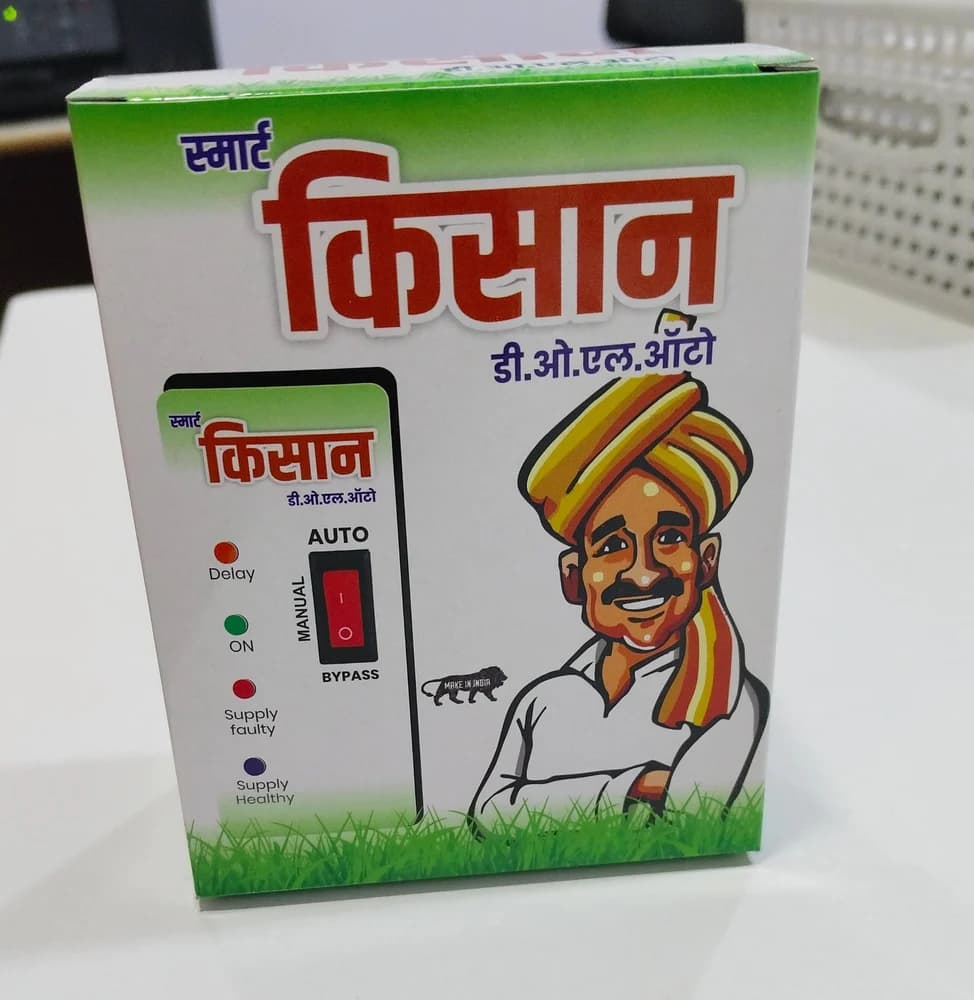 किसान
स्मार्ट
किसान
डी.ओ.एल.ऑटो
स्मार्ट
किसान
डी.ओ.एल.ऑटो
AUTO
MANUAL
BYPASS
Delay
ON
Supply
faulty
Supply
Healthy
MAKE IN INDIA